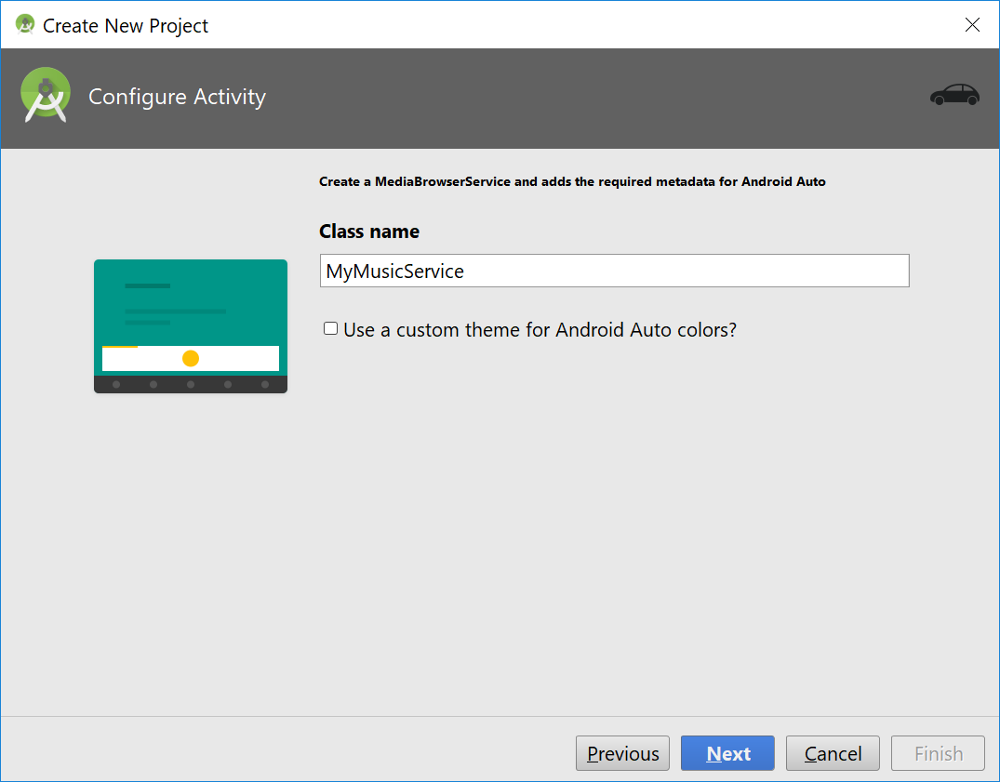 Create New Project
Configure Activity
Create a MediaBrowserService and adds the required metadata for Android Auto
Class name
MyMusicService
Use a custom theme for Android Auto colors?
Previous Next Cancel Finish